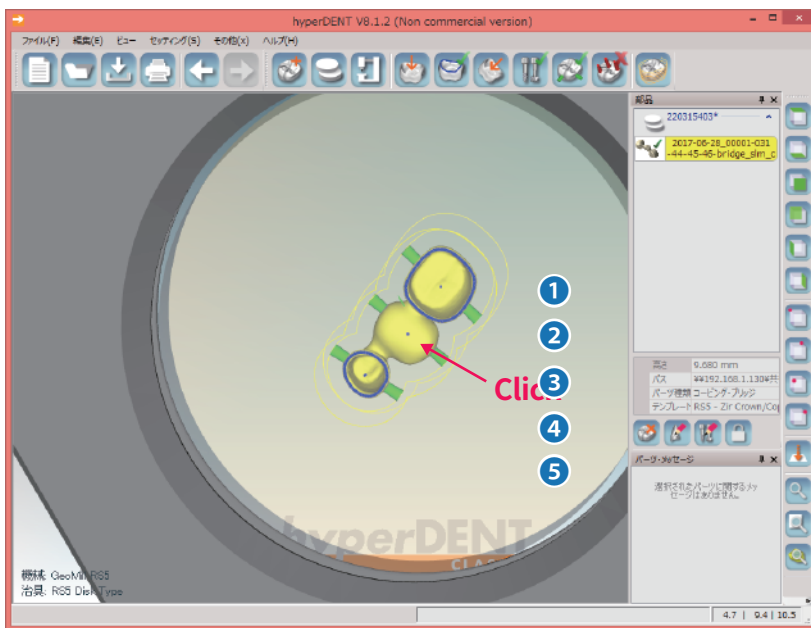 hyperDENT V8.1.2 (Non commercial version)
ファイル(F) 編集(E) ビュー セッティング(S) その他(x) ヘルプ(H)
部品
220315403*
2017-06-28_00001-031
-44-45-46-bridge_slm_c
1
2
Click
3
4
5
高さ 9.680 mm
パス ¥¥192.168.1.130¥共
パーツ種類 コーピング・ブリッジ
テンプレート RS5 - Zir Crown/Cop
パーツ・メッセージ
選択されたパーツに関するメッ
セージはありません。
hyperDENT
CLAS
機械: GeoMill RS5
治具: RS5 Disk Type
4.7 | 9.4 | 10.5